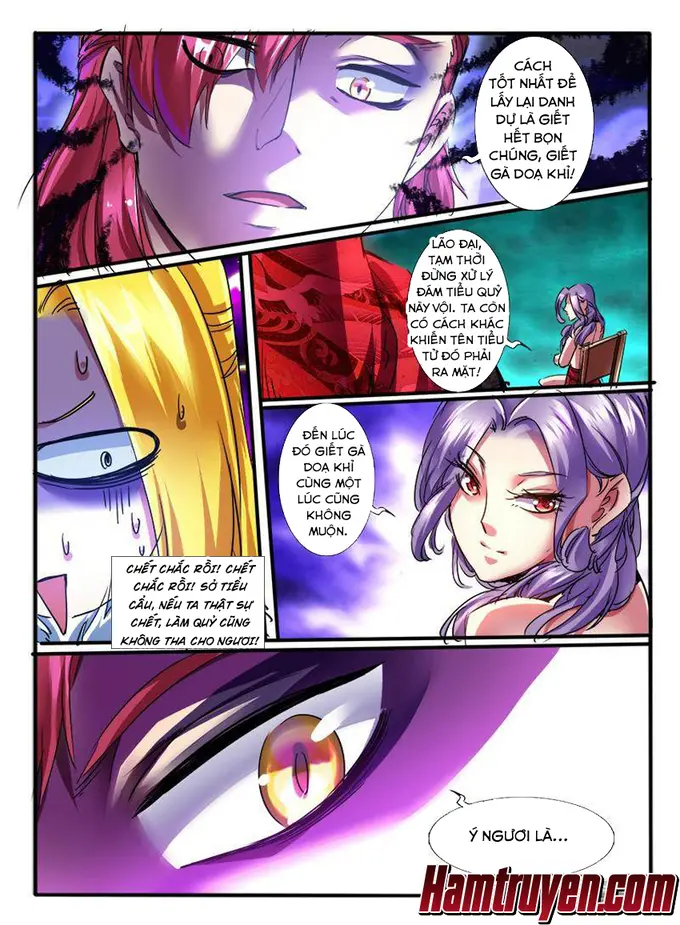 CÁCH
TỐT NHẤT ĐỂ
LẤY LẠI DANH
DỰ LÀ GIẾT
HẾT BỌN
CHÚNG, GIẾT
GÀ DOẠ KHỈ!
LÃO ĐẠI,
TẠM THỜI
ĐỪNG XỬ LÝ
ĐÁM TIỂU QUỶ
NÀY VỘI. TA CÒN
CÓ CÁCH KHÁC
KHIẾN TÊN TIỂU
TỬ ĐÓ PHẢI
RA MẶT!
ĐẾN LÚC
ĐÓ GIẾT GÀ
DOẠ KHỈ
CÙNG MỘT
LÚC CŨNG
KHÔNG
MUỘN.
CHẾT CHẮC RỒI! CHẾT
CHẮC RỒI! SỞ TIỂU
CẨU, NẾU TA THẬT SỰ
CHẾT, LÀM QUỶ CŨNG
KHÔNG THA CHO NGƯƠI!
Ý NGƯƠI LÀ...
Hamtruyen.com